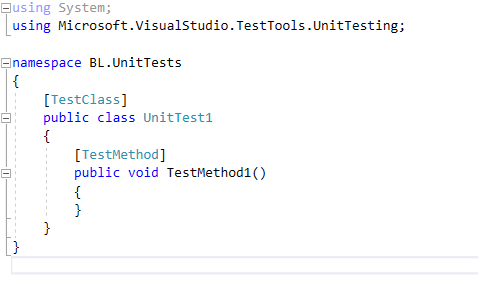 using System;
using Microsoft.VisualStudio.TestTools.UnitTesting;
namespace BL.UnitTests
{
[TestClass]
public class UnitTest1
{
[TestMethod]
public void TestMethod1()
{
}
}
}